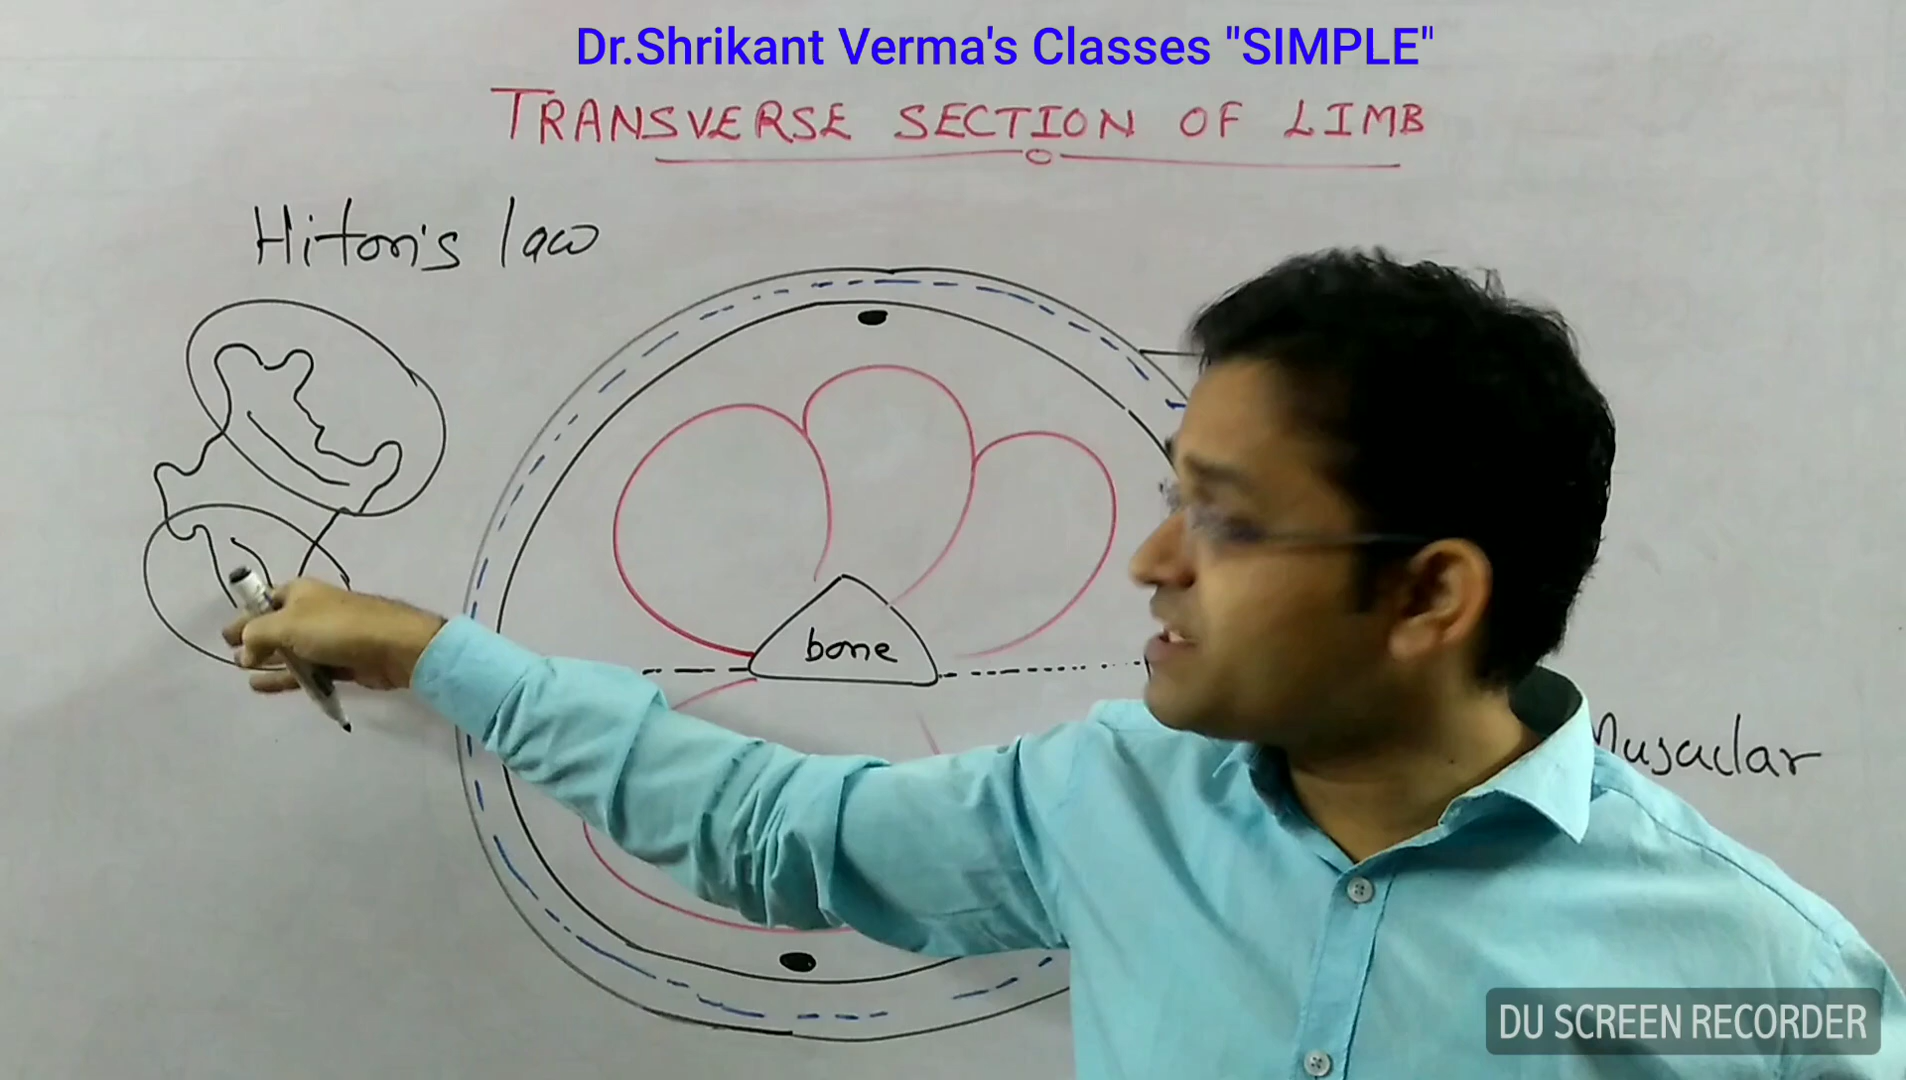 Dr.Shrikant Verma's Classes "SIMPLE"
TRANSVERSE SECTION OF LIMB
Hiton's law
bone
DU SCREEN RECORDER